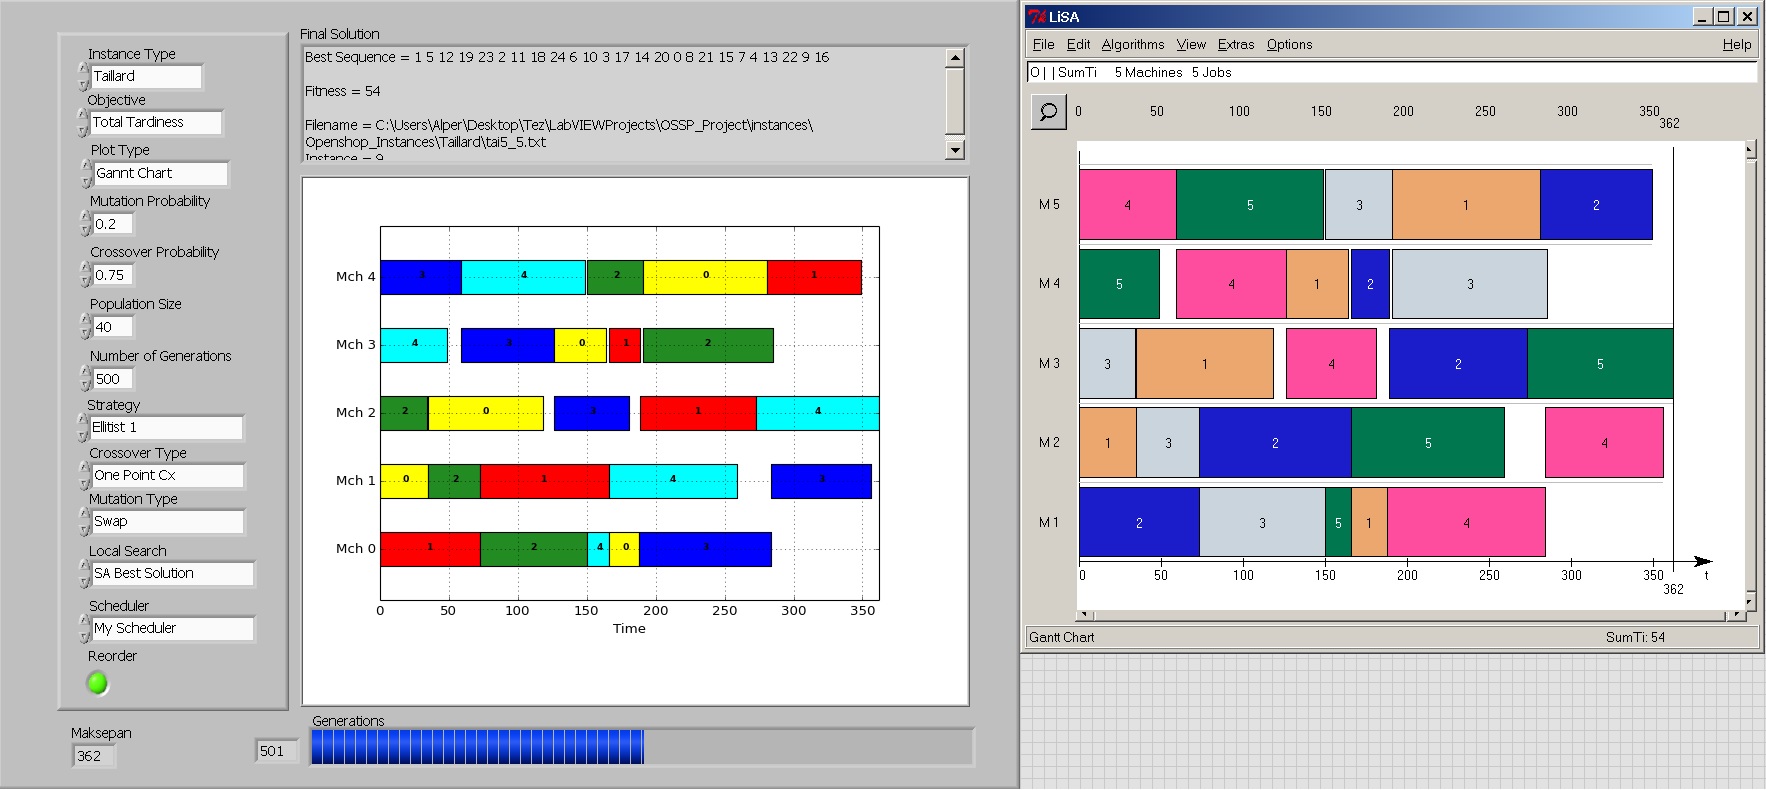 Instance Type
Taillard
Objective
Total Tardiness
Plot Type
Gannt Chart
Mutation Probability
0.2
Crossover Probability
0.75
Population Size
40
Number of Generations
500
Strategy
Ellitist 1
Crossover Type
One Point Cx
Mutation Type
Swap
Local Search
SA Best Solution
Scheduler
My Scheduler
Reorder
Maksepan
362
501
Final Solution
Best Sequence = 1 5 12 19 23 2 11 18 24 6 10 3 17 14 20 0 8 21 15 7 4 13 22 9 16
Fitness = 54
Filename = C:\Users\Alper\Desktop\Tez\LabVIEWProjects\OSSP_Project\instances\
Openshop_Instances\Taillard\tai5_5.txt
Instance = 9
Mch 4 3 4 2 0 1
Mch 3 4 3 0 1 2
Mch 2 2 0 3 1 4
Mch 1 0 2 1 4 3
Mch 0 1 2 4 0 3
0 50 100 150 200 250 300 350
Time
Generations
LiSA
File Edit Algorithms View Extras Options Help
O | | SumTi 5 Machines 5 Jobs
0 50 100 150 200 250 300 350
362
M 5 4 5 3 1 2
M 4 5 4 1 2 3
M 3 3 1 4 2 5
M 2 1 3 2 5 4
M 1 2 3 5 1 4
0 50 100 150 200 250 300 350 t
362
Gantt Chart SumTi: 54